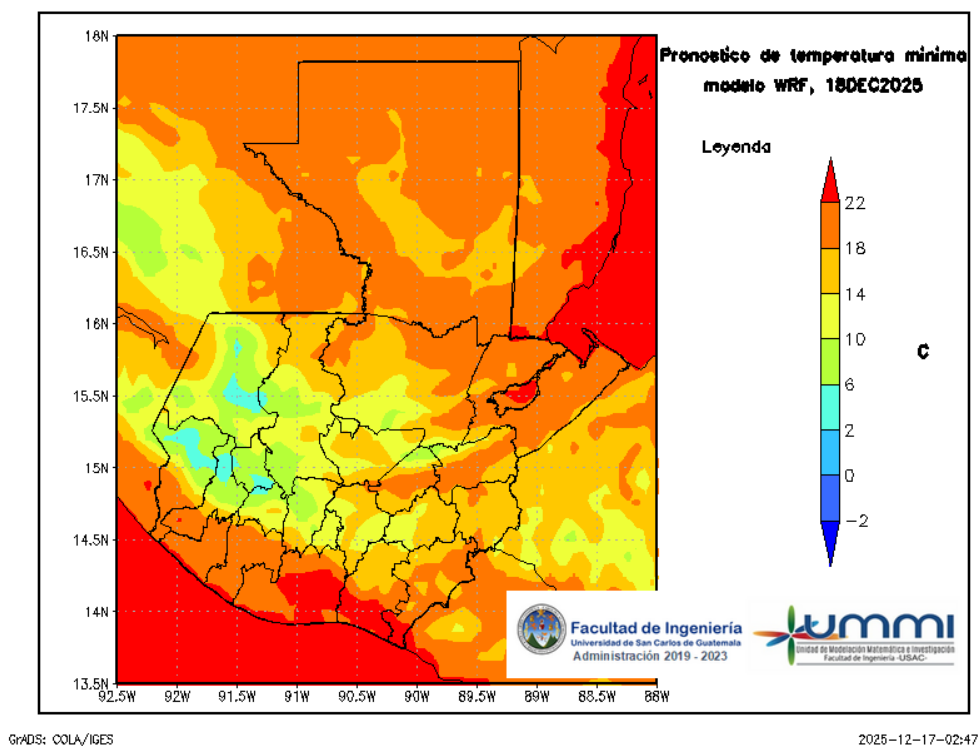 Pronostico de temperatura minima
modelo WRF, 18DEC2025
Leyenda
22
18
14
10
6
2
0
-2
C
18N
17.5N
17N
16.5N
16N
15.5N
15N
14.5N
14N
13.5N
92.5W
92W
91.5W
91W
90.5W
90W
89.5W
89W
88.5W
88W
Facultad de Ingeniería
Universidad de San Carlos de Guatemala
Administración 2019 - 2023
ummi
Unidad de Modelación Matemática e Investigación
Facultad de Ingeniería -USAC-
GrADS: COLA/IGES
2025-12-17-02:47